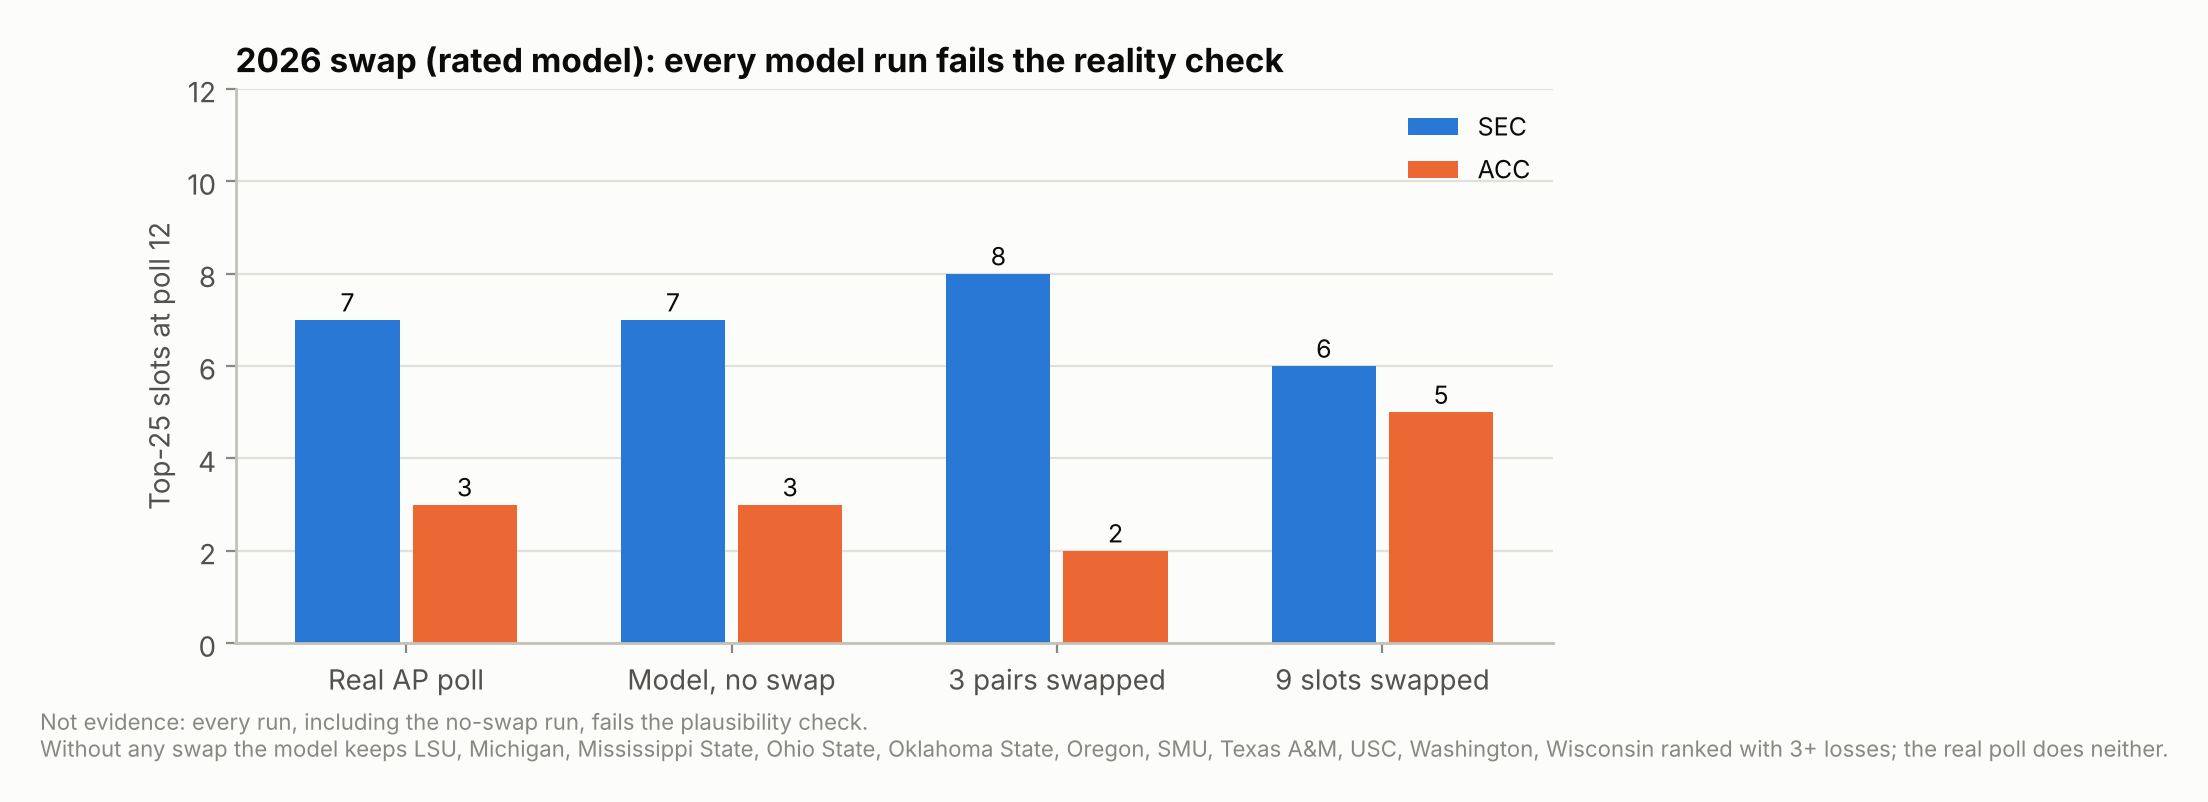 2026 swap (rated model): every model run fails the reality check
12
10
8
6
4
2
0
Top-25 slots at poll 12
SEC
ACC
7
3
7
3
8
2
6
5
Real AP poll
Model, no swap
3 pairs swapped
9 slots swapped
Not evidence: every run, including the no-swap run, fails the plausibility check.
Without any swap the model keeps LSU, Michigan, Mississippi State, Ohio State, Oklahoma State, Oregon, SMU, Texas A&M, USC, Washington, Wisconsin ranked with 3+ losses; the real poll does neither.